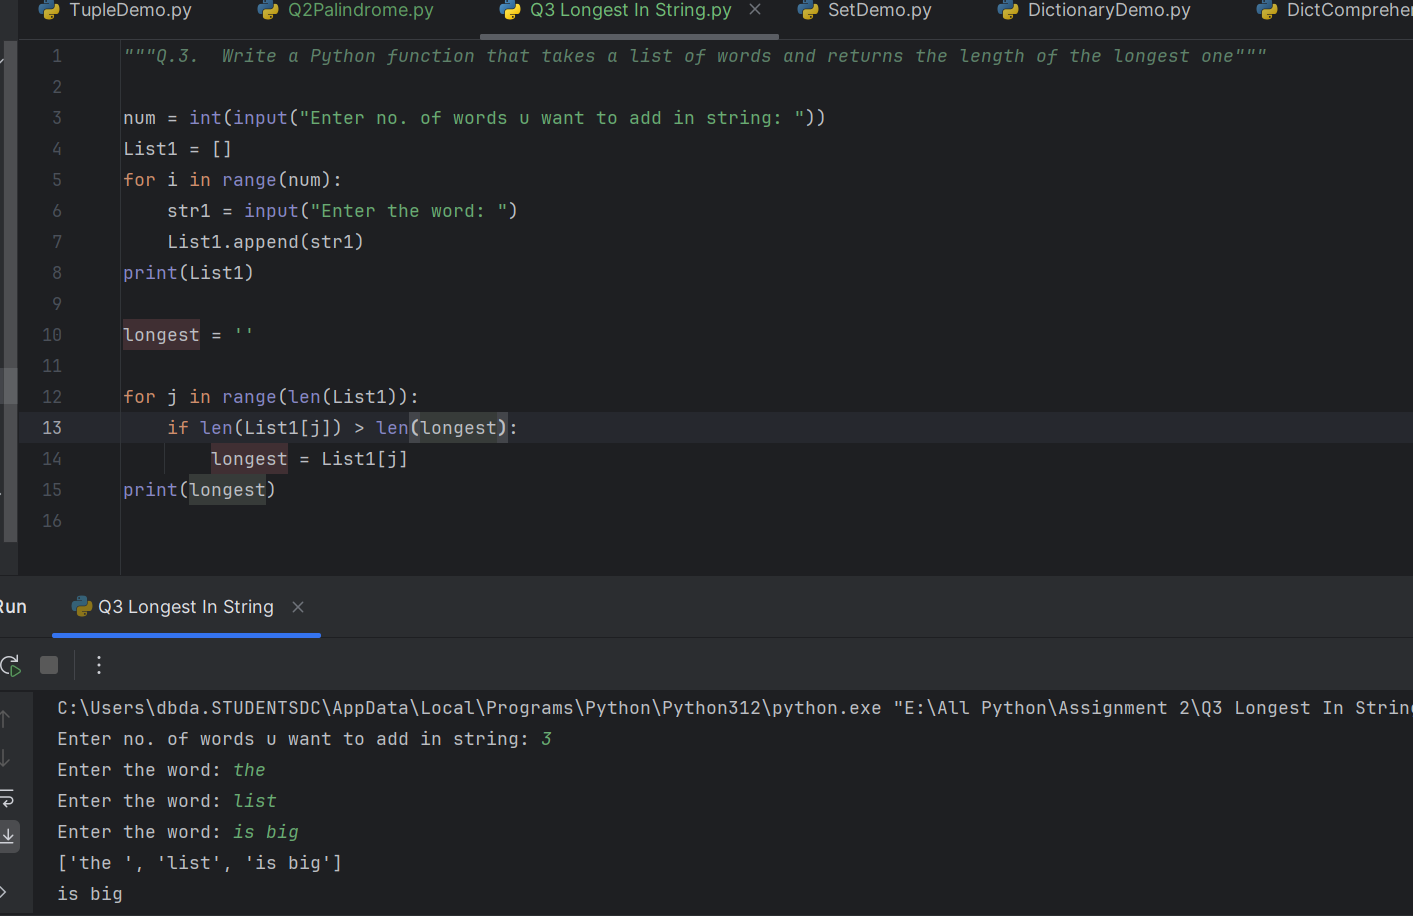 TupleDemo.py Q2Palindrome.py Q3 Longest In String.py SetDemo.py DictionaryDemo.py
1 """Q.3.  Write a Python function that takes a list of words and returns the length of the longest one"""
2
3 num = int(input("Enter no. of words u want to add in string: "))
4 List1 = []
5 for i in range(num):
6     str1 = input("Enter the word: ")
7     List1.append(str1)
8 print(List1)
9
10 longest = ''
11
12 for j in range(len(List1)):
13     if len(List1[j]) > len(longest):
14         longest = List1[j]
15 print(longest)
16
Run Q3 Longest In String
C:\Users\dbda.STUDENTSDC\AppData\Local\Programs\Python\Python312\python.exe "E:\All Python\Assignment 2\Q3 Longest In String
Enter no. of words u want to add in string: 3
Enter the word: the
Enter the word: list
Enter the word: is big
['the ', 'list', 'is big']
is big